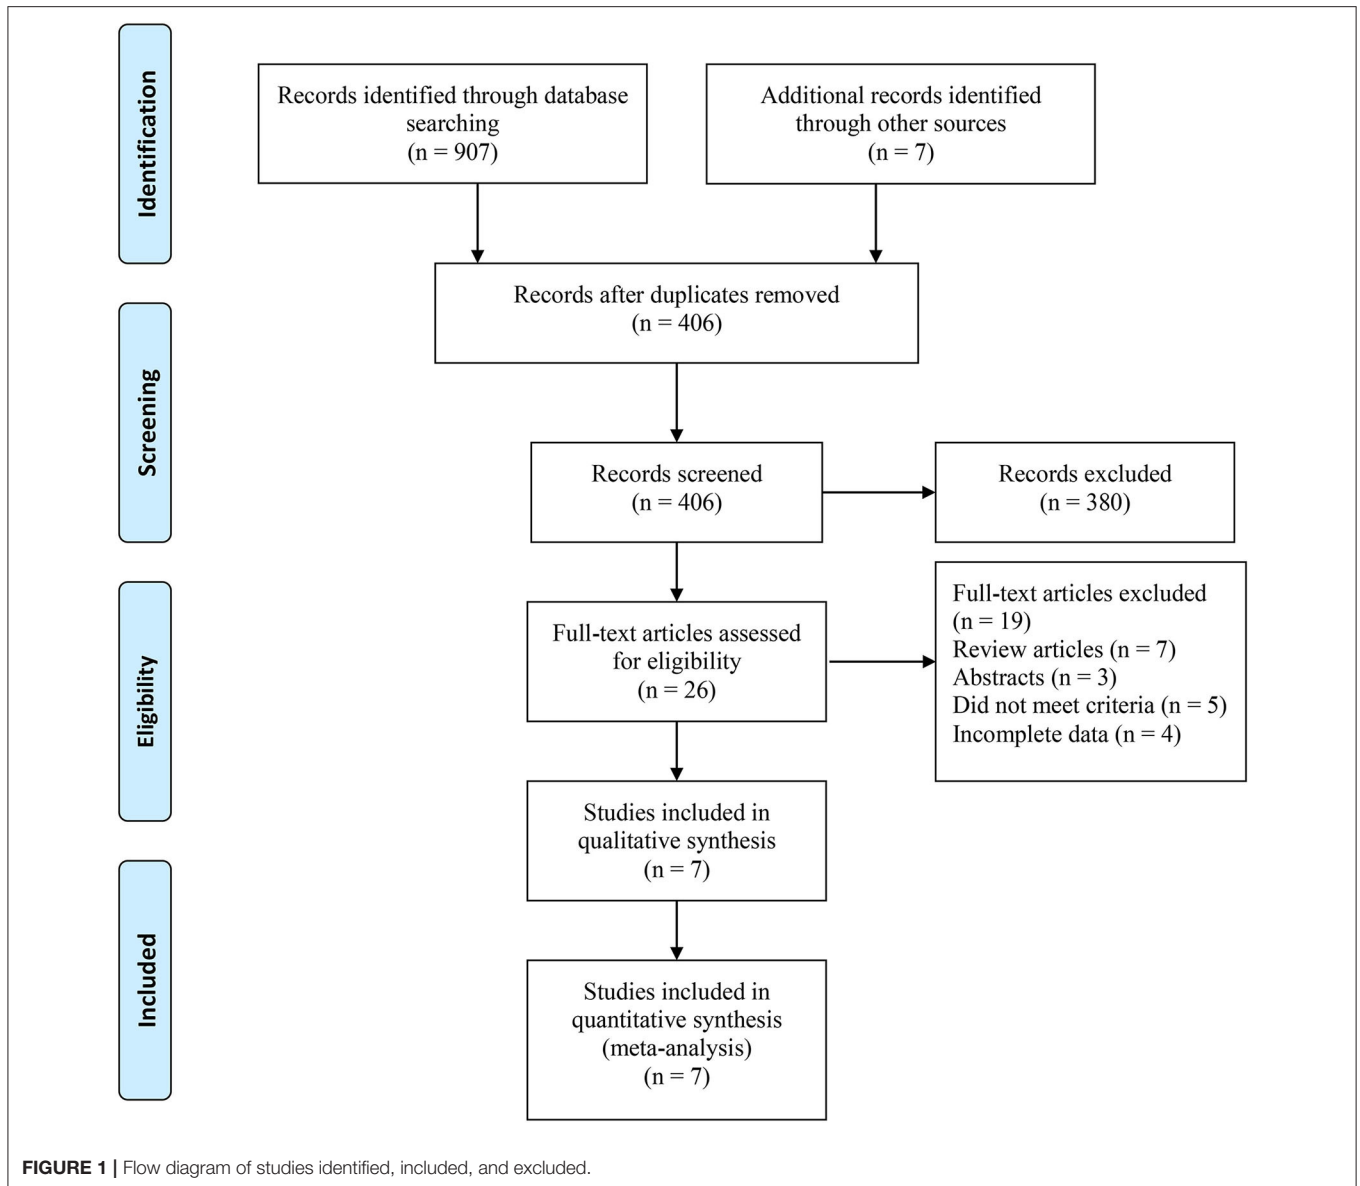 Identification
Records identified through database
searching
(n = 907)
Additional records identified
through other sources
(n = 7)
Records after duplicates removed
(n = 406)
Screening
Records screened
(n = 406)
Records excluded
(n = 380)
Eligibility
Full-text articles assessed
for eligibility
(n = 26)
Full-text articles excluded
(n = 19)
Review articles (n = 7)
Abstracts (n = 3)
Did not meet criteria (n = 5)
Incomplete data (n = 4)
Studies included in
qualitative synthesis
(n = 7)
Included
Studies included in
quantitative synthesis
(meta-analysis)
(n = 7)
FIGURE 1 | Flow diagram of studies identified, included, and excluded.